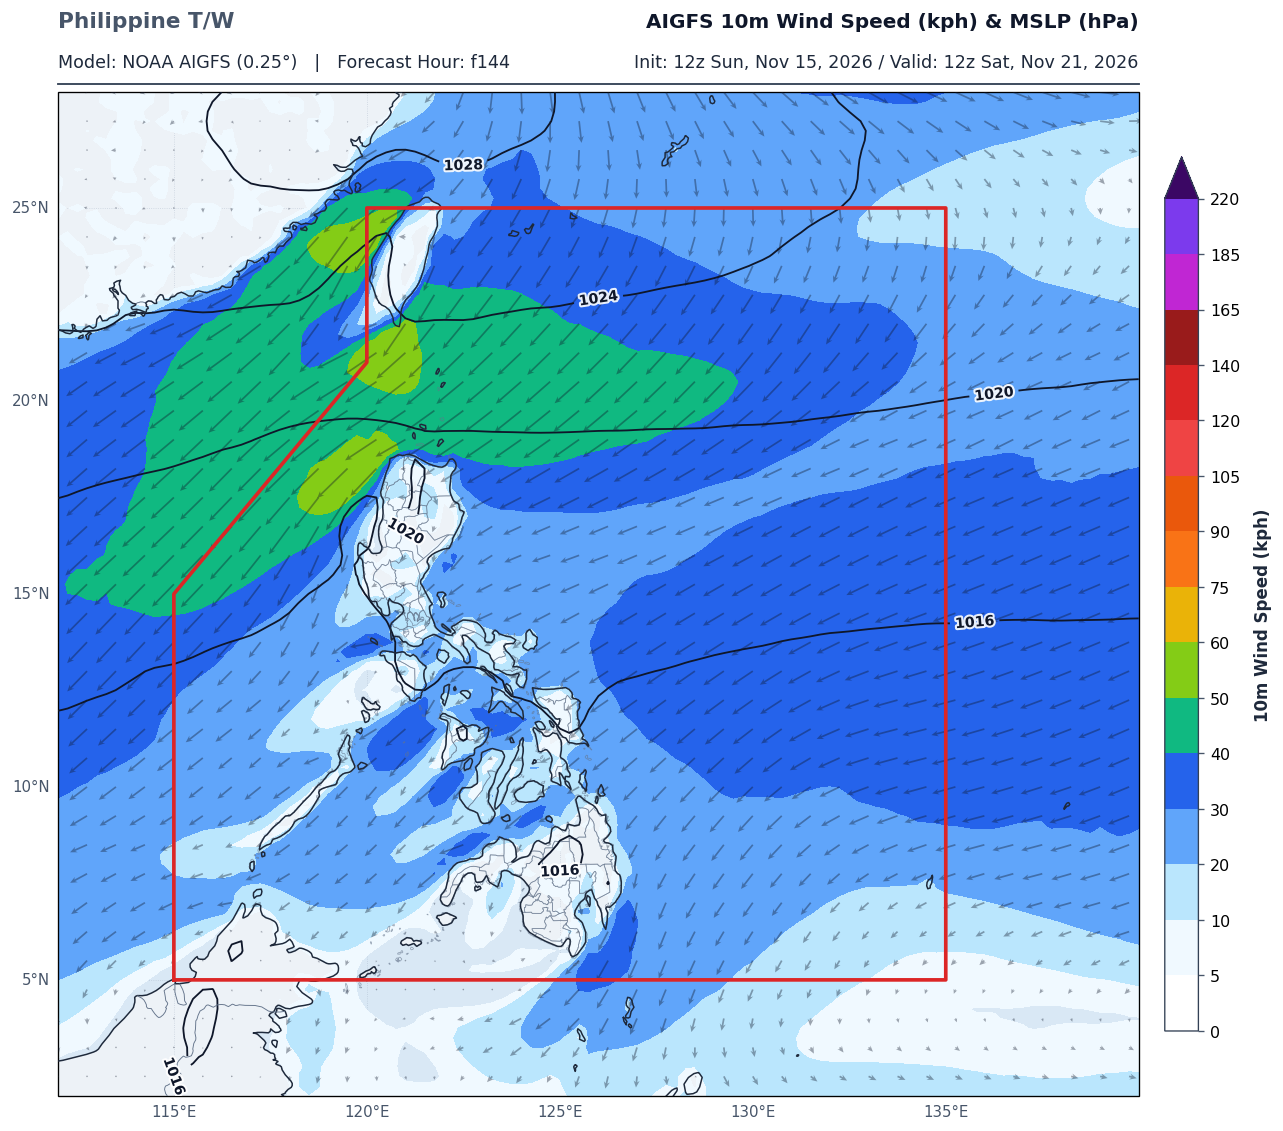 Philippine T/W
AIGFS 10m Wind Speed (kph) & MSLP (hPa)
Model: NOAA AIGFS (0.25°) | Forecast Hour: f144
Init: 12z Sun, Nov 15, 2026 / Valid: 12z Sat, Nov 21, 2026
1028
1024
1020
1020
1016
1016
1016
25°N
20°N
15°N
10°N
5°N
115°E
120°E
125°E
130°E
135°E
220
185
165
140
120
105
90
75
60
50
40
30
20
10
5
0
10m Wind Speed (kph)